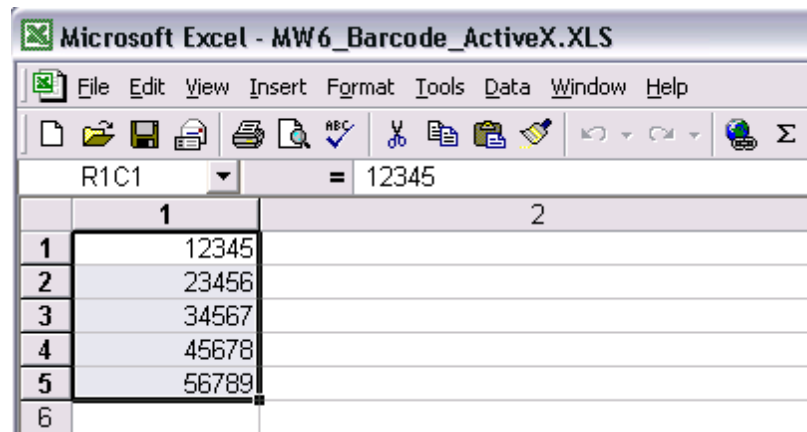 Microsoft Excel - MW6_Barcode_ActiveX.XLS
File Edit View Insert Format Tools Data Window Help
ABC Σ
R1C1 = 12345
1 2
1 12345
2 23456
3 34567
4 45678
5 56789
6